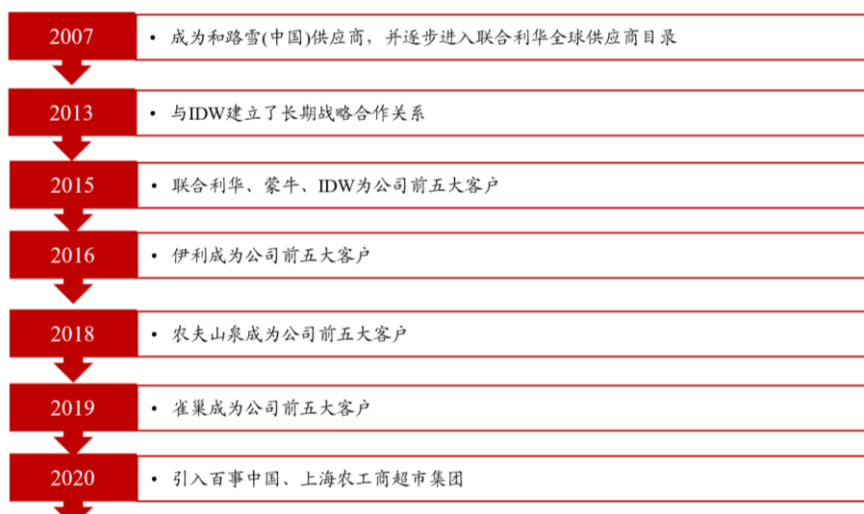 2007
• 成为和路雪(中国)供应商，并逐步进入联合利华全球供应商目录
2013
• 与IDW建立了长期战略合作关系
2015
• 联合利华、蒙牛、IDW为公司前五大客户
2016
• 伊利成为公司前五大客户
2018
• 农夫山泉成为公司前五大客户
2019
• 雀巢成为公司前五大客户
2020
• 引入百事中国、上海农工商超市集团